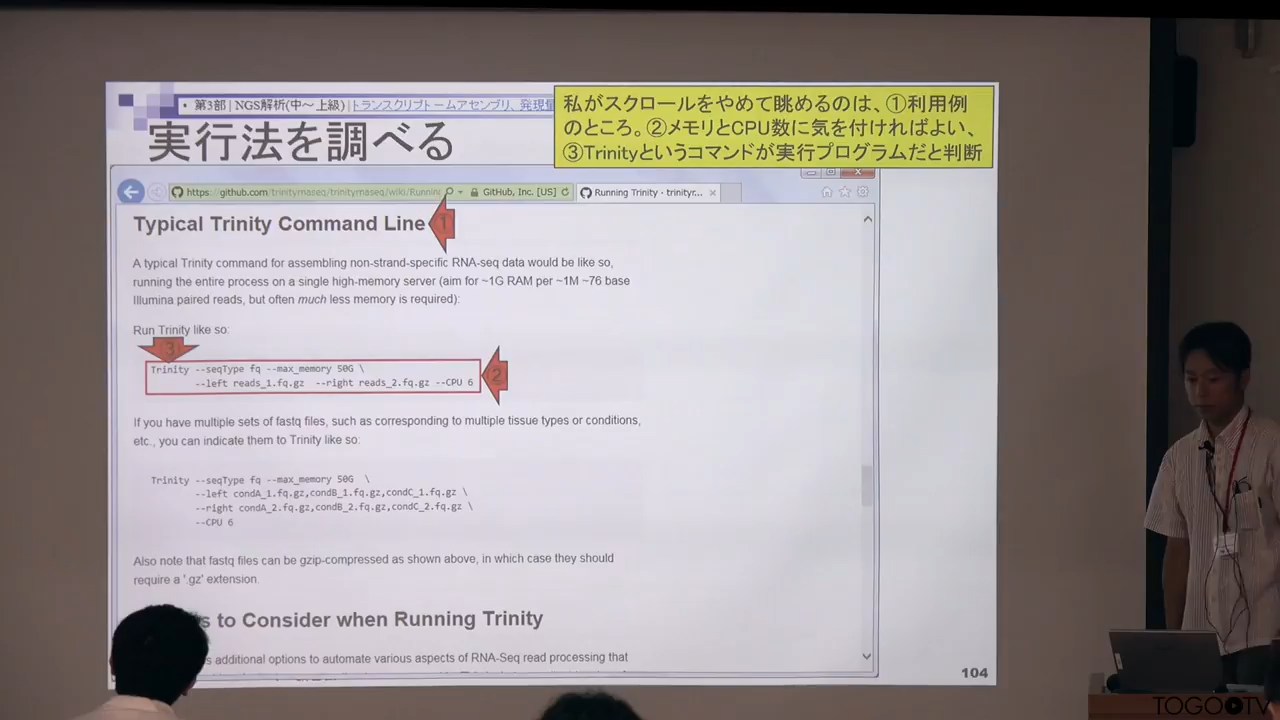 • 第3部 | NGS解析(中～上級) | トランスクリプトームアセンブリ、発現量
実行法を調べる
私がスクロールをやめて眺めるのは、①利用例
のところ。②メモリとCPU数に気を付ければよい、
③Trinityというコマンドが実行プログラムだと判断
https://github.com/trinityrnaseq/trinityrnaseq/wiki/Runnin
GitHub, Inc. [US]
Running Trinity · trinityr...
Typical Trinity Command Line
1
A typical Trinity command for assembling non-strand-specific RNA-seq data would be like so,
running the entire process on a single high-memory server (aim for ~1G RAM per ~1M ~76 base
Illumina paired reads, but often much less memory is required):
Run Trinity like so:
3
Trinity --seqType fq --max_memory 50G \
--left reads_1.fq.gz --right reads_2.fq.gz --CPU 6
2
If you have multiple sets of fastq files, such as corresponding to multiple tissue types or conditions,
etc., you can indicate them to Trinity like so:
Trinity --seqType fq --max_memory 50G \
--left condA_1.fq.gz,condB_1.fq.gz,condC_1.fq.gz \
--right condA_2.fq.gz,condB_2.fq.gz,condC_2.fq.gz \
--CPU 6
Also note that fastq files can be gzip-compressed as shown above, in which case they should
require a '.gz' extension.
s to Consider when Running Trinity
s additional options to automate various aspects of RNA-Seq read processing that
104
TOGOTV